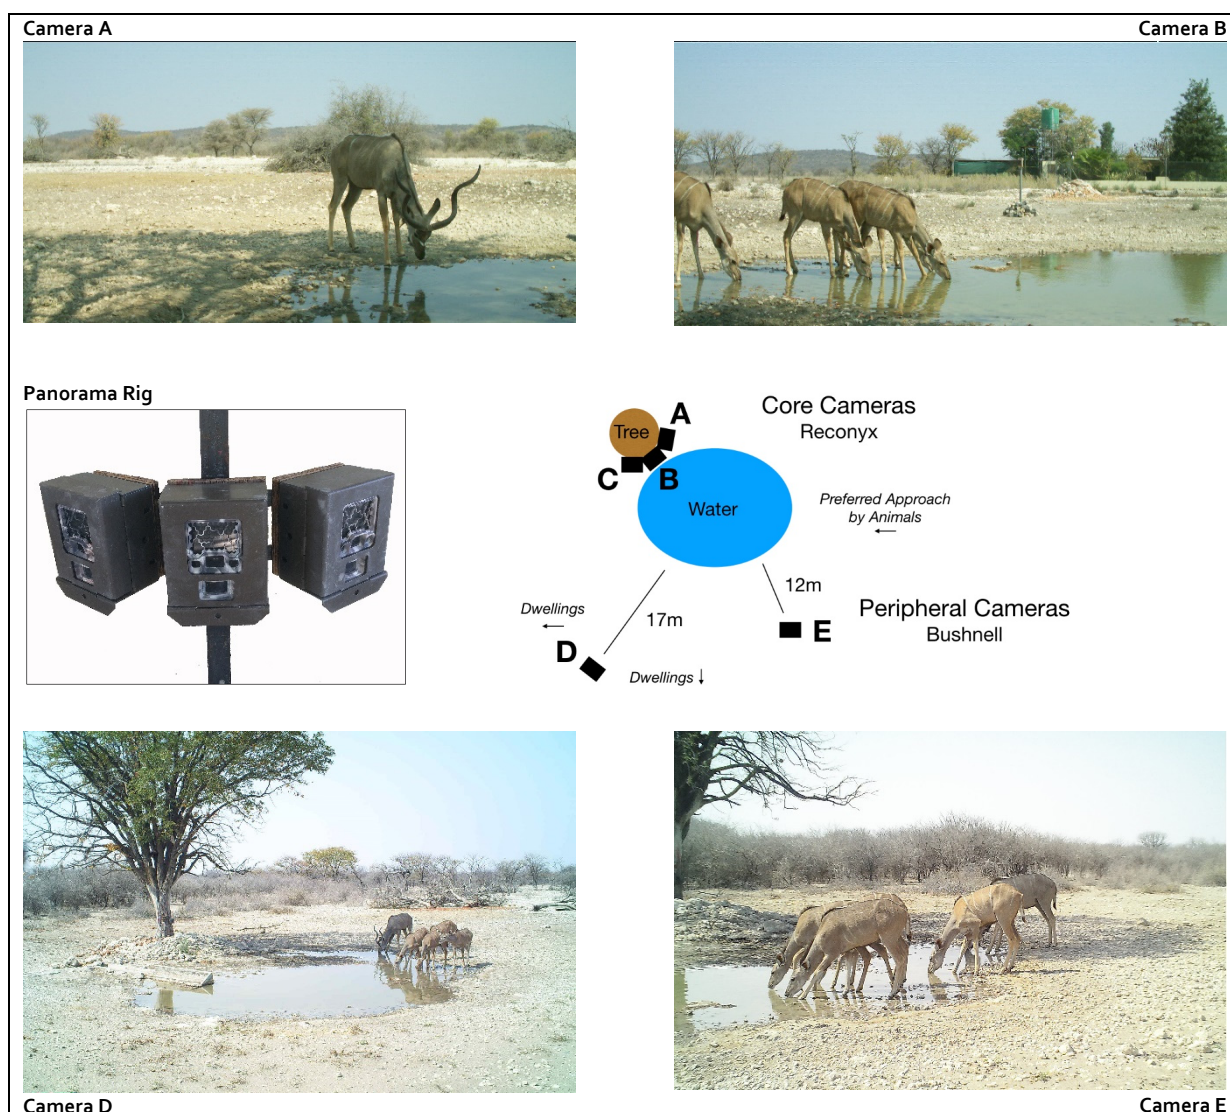 Camera A
Camera B
Panorama Rig
Tree
A
C
B
Water
Core Cameras
Reconyx
Preferred Approach
by Animals
12m
17m
Dwellings
D
E
Peripheral Cameras
Bushnell
Dwellings
Camera D
Camera E